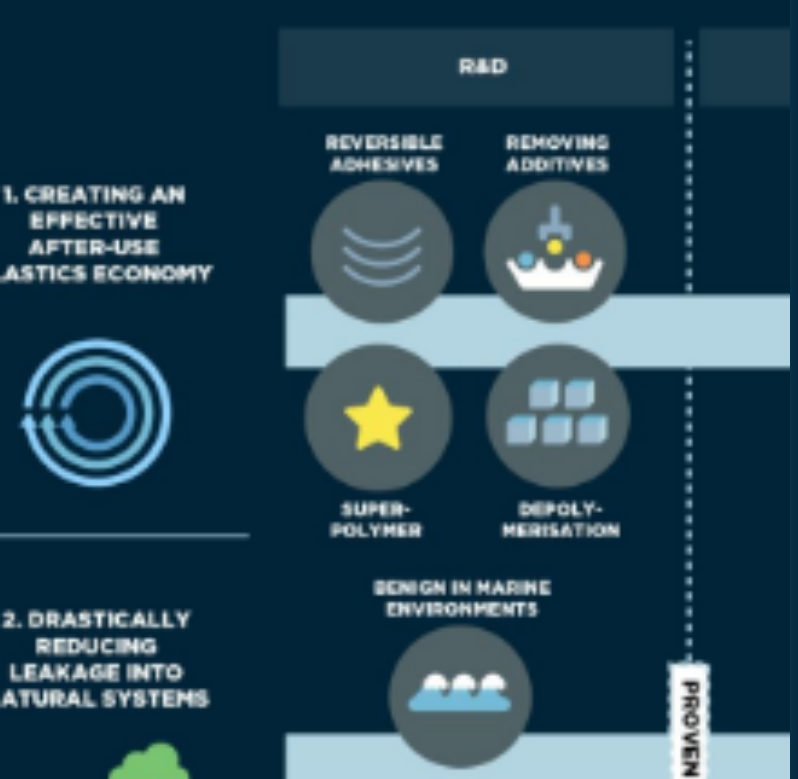 R&D
REVERSIBLE
ADHESIVES
REMOVING
ADDITIVES
1. CREATING AN
EFFECTIVE
AFTER-USE
LASTICS ECONOMY
SUPER-
POLYMER
DEPOLY-
MERISATION
BENIGN IN MARINE
ENVIRONMENTS
2. DRASTICALLY
REDUCING
LEAKAGE INTO
ATURAL SYSTEMS
PROVEN